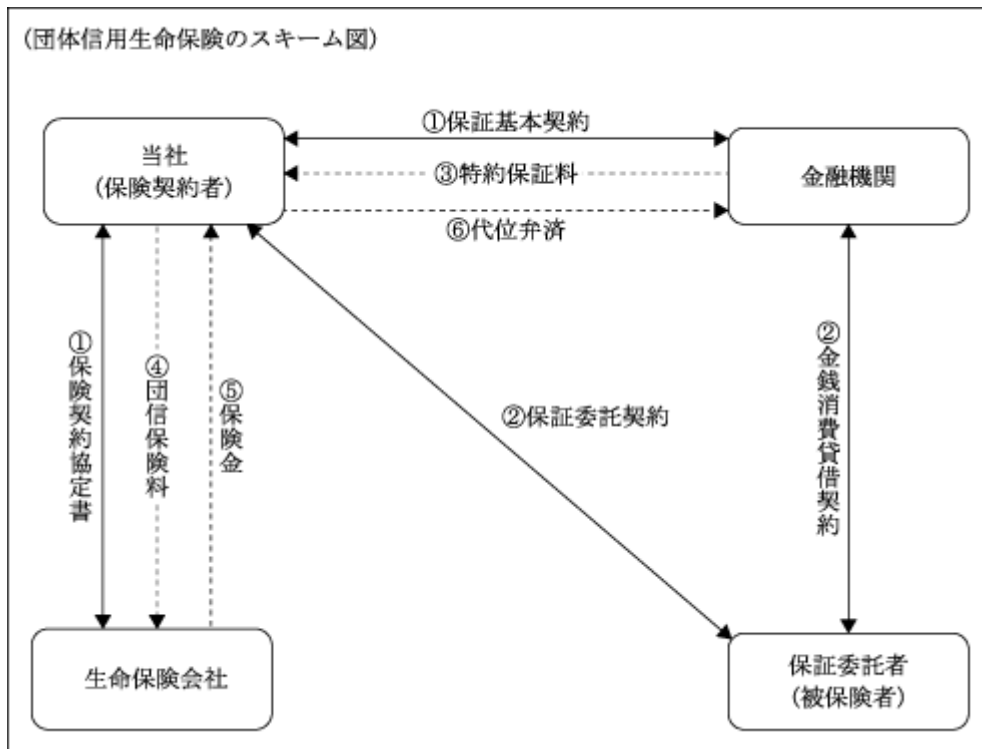 (団体信用生命保険のスキーム図)
当社
(保険契約者)
①保証基本契約
③特約保証料
⑥代位弁済
金融機関
①保険契約協定書
④団信保険料
⑤保険金
②保証委託契約
②金銭消費貸借契約
生命保険会社
保証委託者
(被保険者)